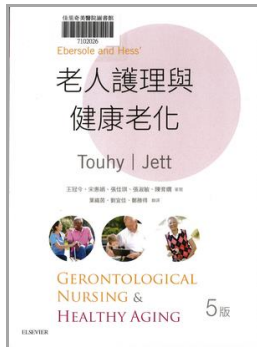 7102026
Ebersole and Hess'
老人護理與
健康老化
Touhy | Jett
GERONTOLOGICAL
NURSING &
HEALTHY AGING
5版
ELSEVIER